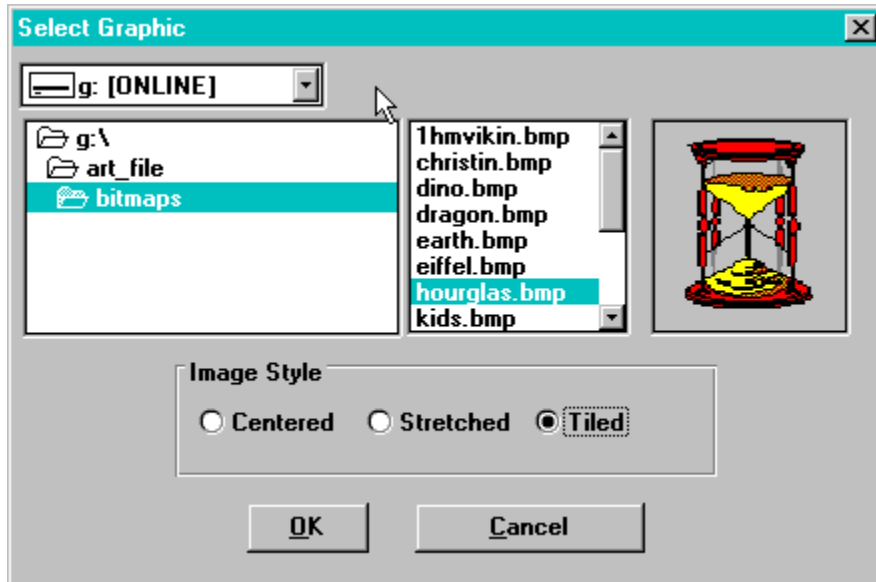 Select Graphic
g: [ONLINE]
g:\
art_file
bitmaps
1hmvikin.bmp
christin.bmp
dino.bmp
dragon.bmp
earth.bmp
eiffel.bmp
hourglas.bmp
kids.bmp
Image Style
Centered Stretched Tiled
OK Cancel